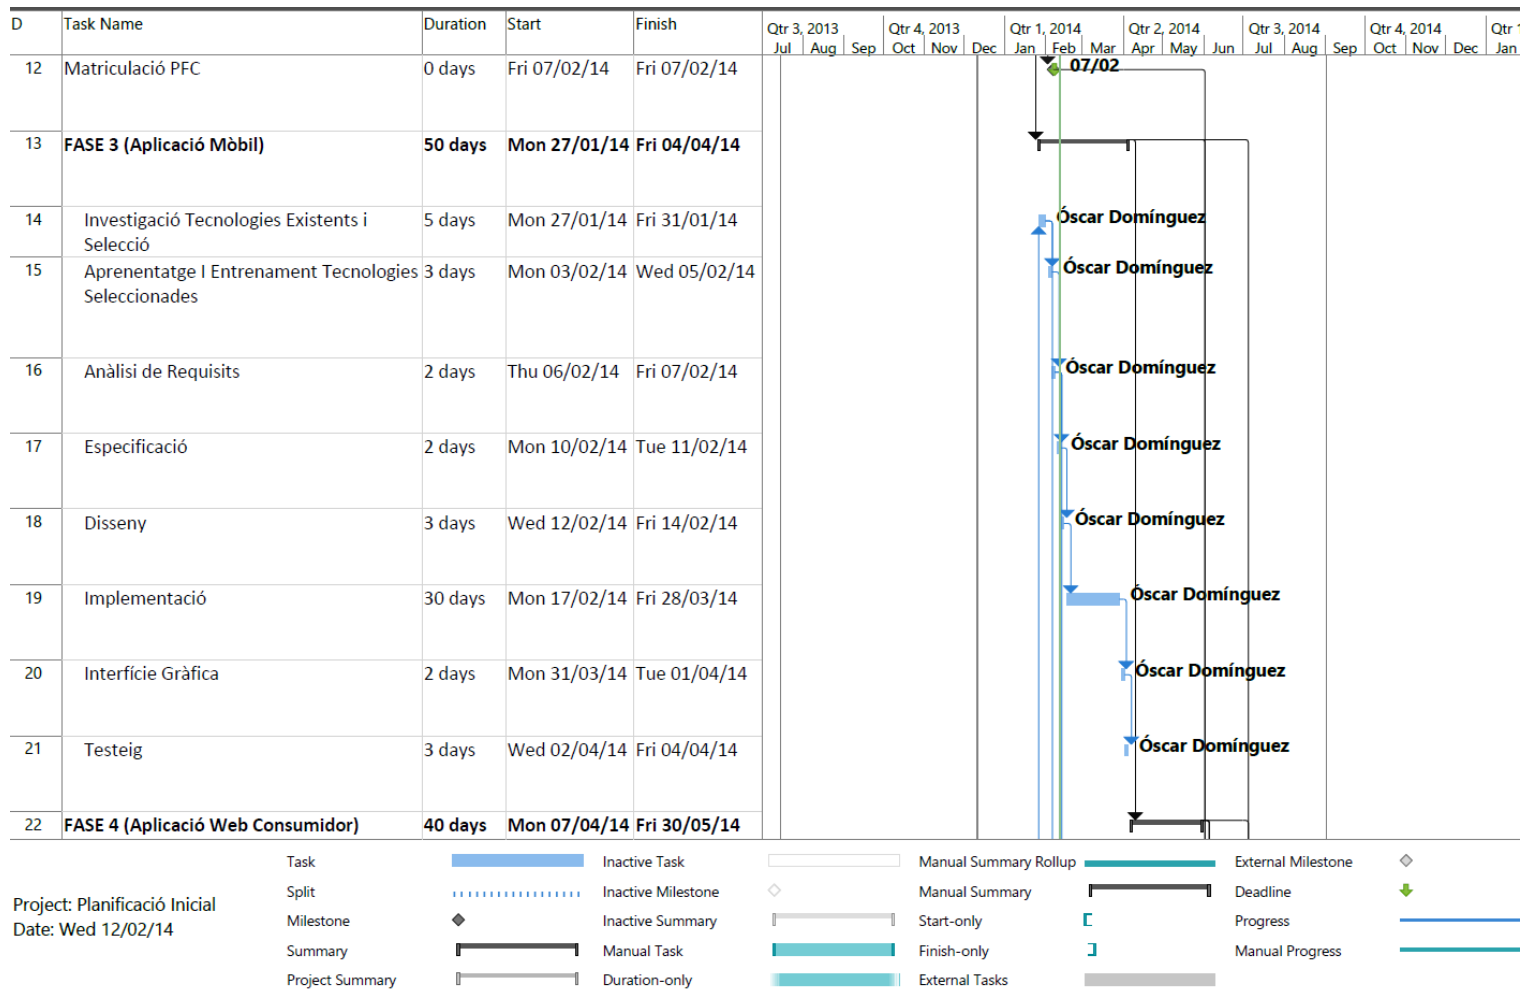 D Task Name Duration Start Finish Qtr 3, 2013 Qtr 4, 2013 Qtr 1, 2014 Qtr 2, 2014 Qtr 3, 2014 Qtr 4, 2014 Qtr 1
Jul Aug Sep Oct Nov Dec Jan Feb Mar Apr May Jun Jul Aug Sep Oct Nov Dec Jan
12 Matriculació PFC 0 days Fri 07/02/14 Fri 07/02/14 07/02
13 FASE 3 (Aplicació Mòbil) 50 days Mon 27/01/14 Fri 04/04/14
14 Investigació Tecnologies Existents i 5 days Mon 27/01/14 Fri 31/01/14 Óscar Domínguez
Selecció
15 Aprenentatge I Entrenament Tecnologies 3 days Mon 03/02/14 Wed 05/02/14 Óscar Domínguez
Seleccionades
16 Anàlisi de Requisits 2 days Thu 06/02/14 Fri 07/02/14 Óscar Domínguez
17 Especificació 2 days Mon 10/02/14 Tue 11/02/14 Óscar Domínguez
18 Disseny 3 days Wed 12/02/14 Fri 14/02/14 Óscar Domínguez
19 Implementació 30 days Mon 17/02/14 Fri 28/03/14 Óscar Domínguez
20 Interfície Gràfica 2 days Mon 31/03/14 Tue 01/04/14 Óscar Domínguez
21 Testeig 3 days Wed 02/04/14 Fri 04/04/14 Óscar Domínguez
22 FASE 4 (Aplicació Web Consumidor) 40 days Mon 07/04/14 Fri 30/05/14
Project: Planificació Inicial
Date: Wed 12/02/14
Task Inactive Task Manual Summary Rollup External Milestone
Split Inactive Milestone Manual Summary Deadline
Milestone Inactive Summary Start-only Progress
Summary Manual Task Finish-only Manual Progress
Project Summary Duration-only External Tasks